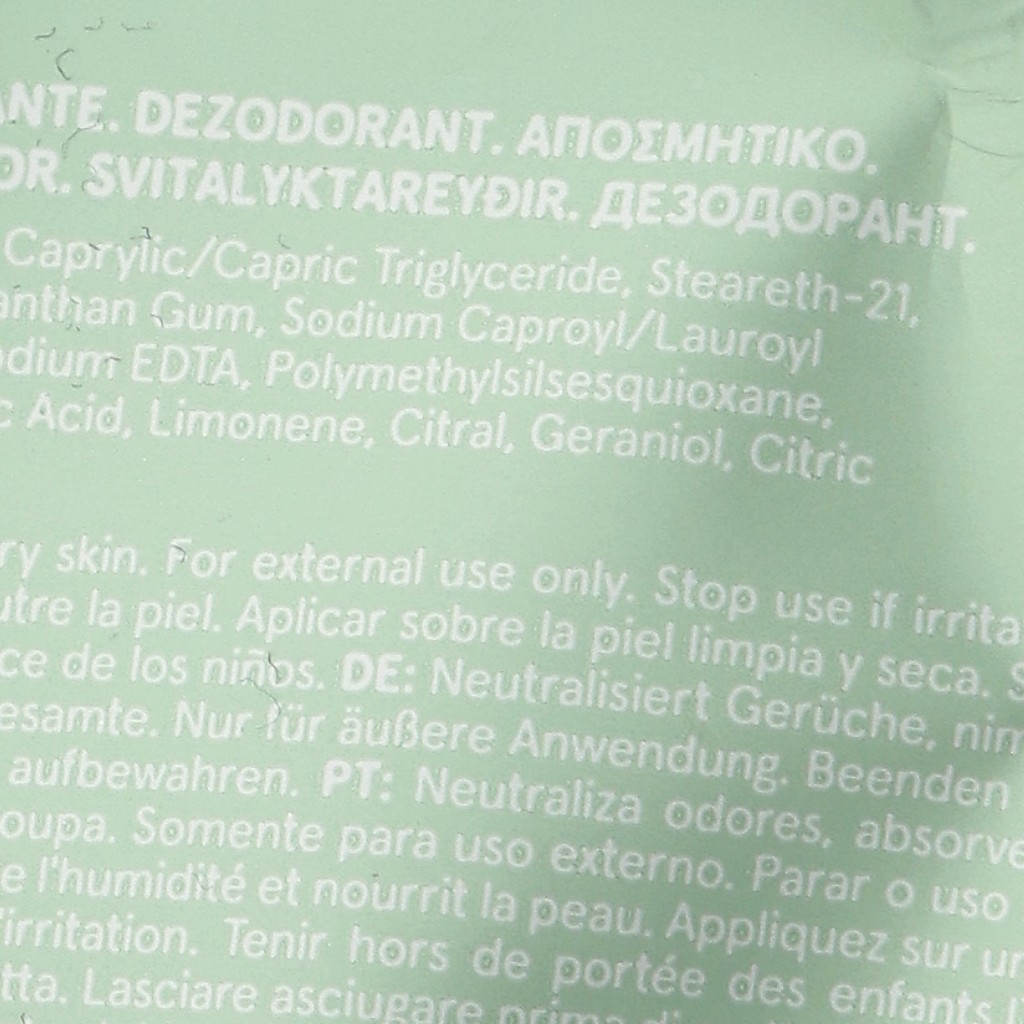 ANTE. DEZODORANT. ΑΠΟΣΜΗΤΙΚΟ.
OR. SVITALYKTAREYÐIR. ДЕЗОДОРАНТ.
Caprylic/Capric Triglyceride, Steareth-21,
anthan Gum, Sodium Caproyl/Lauroyl
odium EDTA, Polymethylsilsesquioxane,
c Acid, Limonene, Citral, Geraniol, Citric
ry skin. For external use only. Stop use if irrita
utre la piel. Aplicar sobre la piel limpia y seca. S
ce de los niños. DE: Neutralisiert Gerüche, nim
esamte. Nur für äußere Anwendung. Beenden
aufbewahren. PT: Neutraliza odores, absorve
oupa. Somente para uso externo. Parar o uso
e l'humidité et nourrit la peau. Appliquez sur un
'irritation. Tenir hors de portée des enfants
tta. Lasciare asciugare prima di